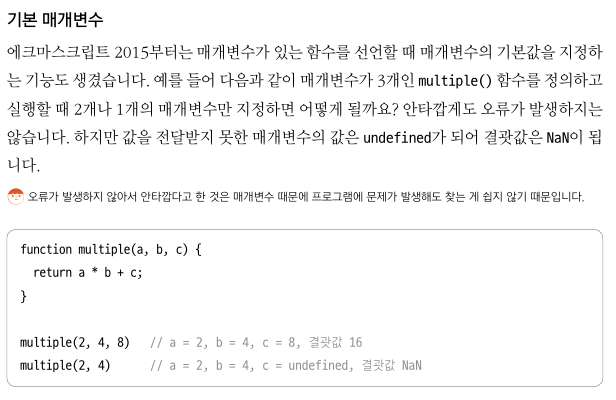 기본 매개변수
에크마스크립트 2015부터는 매개변수가 있는 함수를 선언할 때 매개변수의 기본값을 지정하
는 기능도 생겼습니다. 예를 들어 다음과 같이 매개변수가 3개인 multiple() 함수를 정의하고
실행할 때 2개나 1개의 매개변수만 지정하면 어떻게 될까요? 안타깝게도 오류가 발생하지는
않습니다. 하지만 값을 전달받지 못한 매개변수의 값은 undefined가 되어 결괏값은 NaN이 됩
니다.
오류가 발생하지 않아서 안타깝다고 한 것은 매개변수 때문에 프로그램에 문제가 발생해도 찾는 게 쉽지 않기 때문입니다.
function multiple(a, b, c) {
  return a * b + c;
}
multiple(2, 4, 8)   // a = 2, b = 4, c = 8, 결괏값 16
multiple(2, 4)      // a = 2, b = 4, c = undefined, 결괏값 NaN